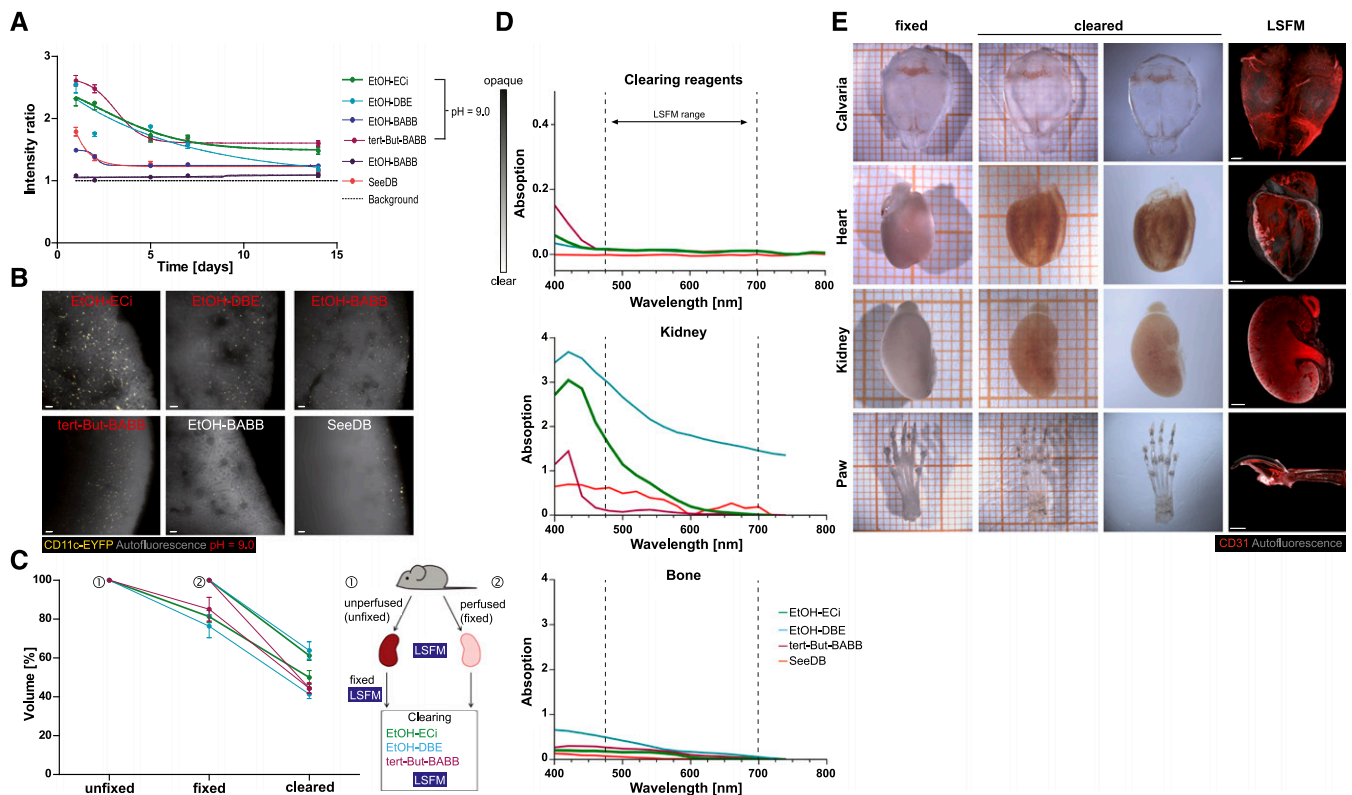 A
Intensity ratio
3
2
1
0
0
5
10
15
Time [days]
EtOH-ECi
EtOH-DBE
EtOH-BABB
tert-But-BABB
pH = 9.0
EtOH-BABB
SeeDB
Background
B
EtOH-ECi
EtOH-DBE
EtOH-BABB
tert-But-BABB
EtOH-BABB
SeeDB
CD11c-EYFP Autofluorescence pH = 9.0
C
Volume [%]
100
80
60
40
20
0
①
②
unfixed
fixed
cleared
①
②
unperfused
(unfixed)
perfused
(fixed)
LSFM
fixed
LSFM
Clearing
EtOH-ECi
EtOH-DBE
tert-But-BABB
LSFM
D
opaque
clear
Clearing reagents
LSFM range
Absoption
0.4
0.2
0.0
400
500
600
700
800
Wavelength [nm]
Kidney
Absoption
4
3
2
1
0
400
500
600
700
800
Wavelength [nm]
Bone
Absoption
4
3
2
1
0
400
500
600
700
800
Wavelength [nm]
EtOH-ECi
EtOH-DBE
tert-But-BABB
SeeDB
E
fixed
cleared
LSFM
Calvaria
Heart
Kidney
Paw
CD31 Autofluorescence